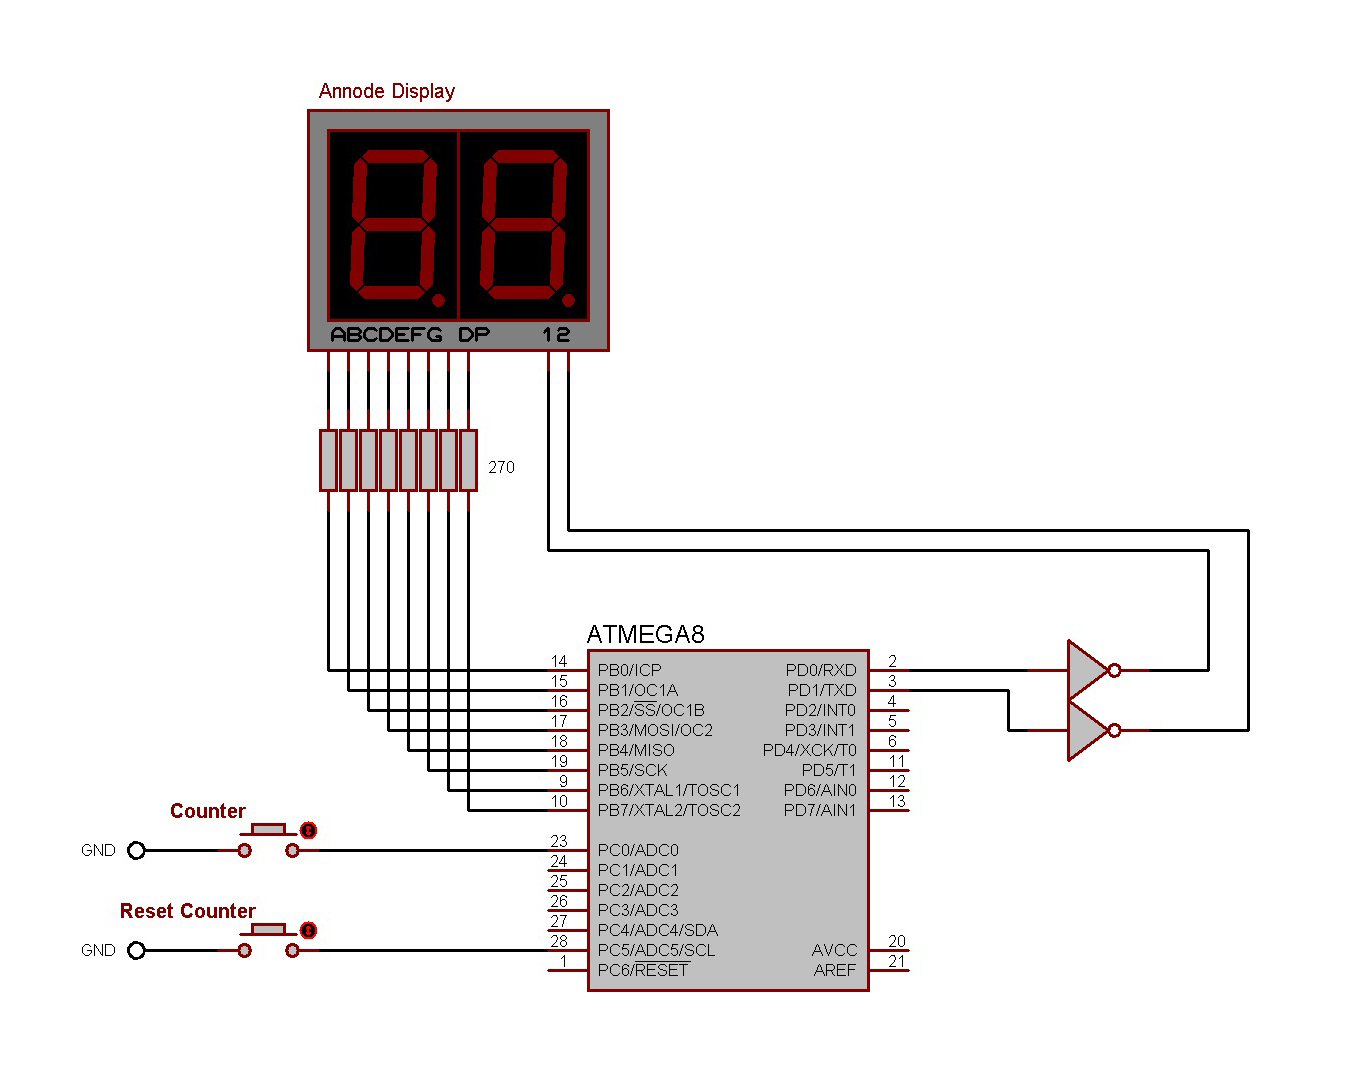 Annode Display
ABCDEFG DP 12
270
ATMEGA8
14 PB0/ICP PD0/RXD 2
15 PB1/OC1A PD1/TXD 3
16 PB2/SS/OC1B PD2/INT0 4
17 PB3/MOSI/OC2 PD3/INT1 5
18 PB4/MISO PD4/XCK/T0 6
19 PB5/SCK PD5/T1 11
9 PB6/XTAL1/TOSC1 PD6/AIN0 12
10 PB7/XTAL2/TOSC2 PD7/AIN1 13
Counter
GND 23 PC0/ADC0
24 PC1/ADC1
25 PC2/ADC2
Reset Counter
26 PC3/ADC3
27 PC4/ADC4/SDA
GND 28 PC5/ADC5/SCL AVCC 20
1 PC6/RESET AREF 21